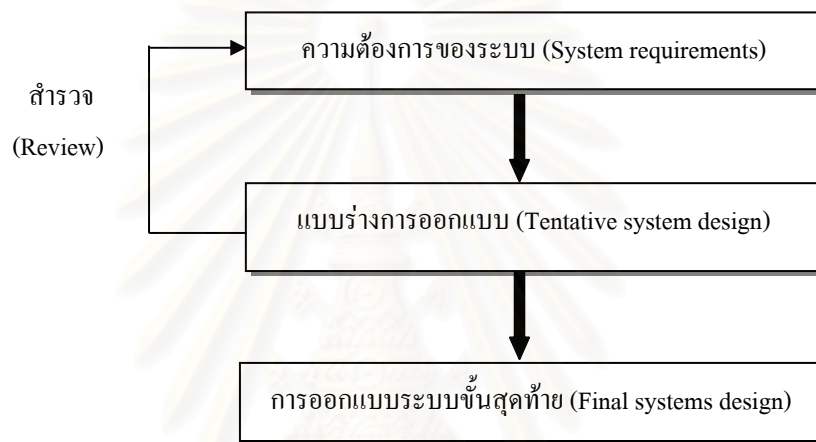 ความต้องการของระบบ (System requirements)
สำรวจ
(Review)
แบบร่างการออกแบบ (Tentative system design)
การออกแบบระบบขั้นสุดท้าย (Final systems design)